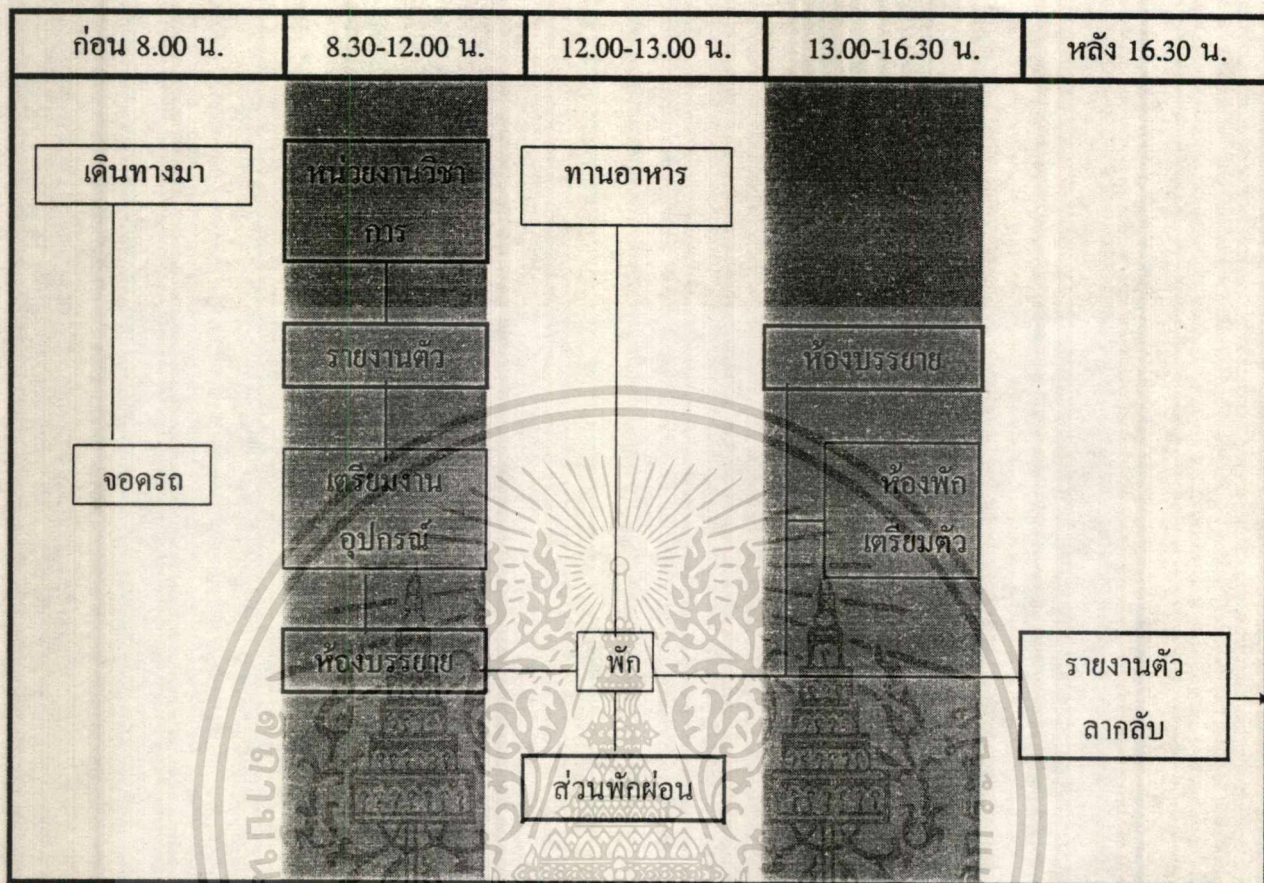 ก่อน 8.00 น.
8.30-12.00 น.
12.00-13.00 น.
13.00-16.30 น.
หลัง 16.30 น.
เดินทางมา
จอดรถ
หน่วยงานวิชา
การ
รายงานตัว
เตรียมงาน
อุปกรณ์
ห้องบรรยาย
ทานอาหาร
พัก
ส่วนพักผ่อน
ห้องบรรยาย
ห้องพัก
เตรียมตัว
รายงานตัว
ลากลับ